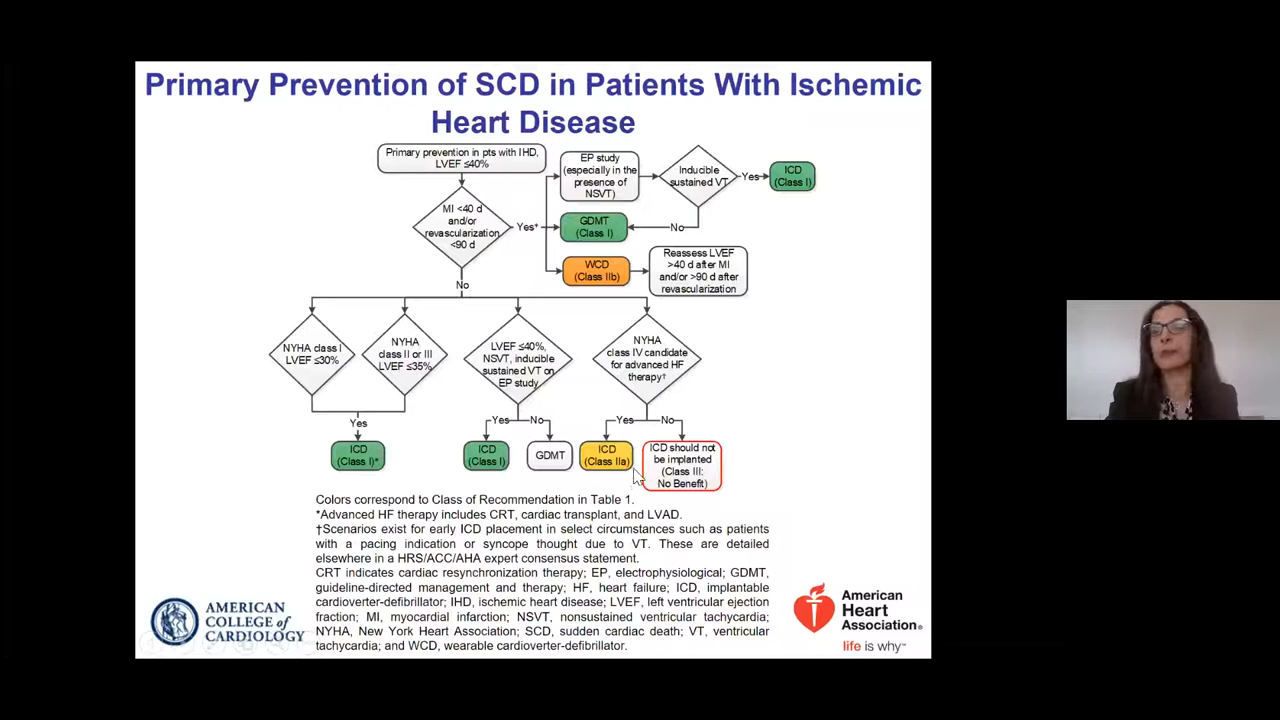 Primary Prevention of SCD in Patients With Ischemic
Heart Disease
Primary prevention in pts with IHD,
LVEF ≤40%
MI <40 d
and/or
revascularization
<90 d
Yes*
EP study
(especially in the
presence of
NSVT)
Inducible
sustained VT
Yes
ICD
(Class I)
GDMT
(Class I)
No
WCD
(Class IIb)
Reassess LVEF
>40 d after MI
and/or >90 d after
revascularization
No
NYHA class I
LVEF ≤30%
NYHA
class II or III
LVEF ≤35%
LVEF ≤40%,
NSVT, inducible
sustained VT on
EP study
NYHA
class IV candidate
for advanced HF
therapy†
Yes
Yes
No
Yes
No
ICD
(Class I)*
ICD
(Class I)
GDMT
ICD
(Class IIa)
ICD should not
be implanted
(Class III:
No Benefit)
Colors correspond to Class of Recommendation in Table 1.
*Advanced HF therapy includes CRT, cardiac transplant, and LVAD.
†Scenarios exist for early ICD placement in select circumstances such as patients
with a pacing indication or syncope thought due to VT. These are detailed
elsewhere in a HRS/ACC/AHA expert consensus statement.
CRT indicates cardiac resynchronization therapy; EP, electrophysiological; GDMT,
guideline-directed management and therapy; HF, heart failure; ICD, implantable
cardioverter-defibrillator; IHD, ischemic heart disease; LVEF, left ventricular ejection
fraction; MI, myocardial infarction; NSVT, nonsustained ventricular tachycardia;
NYHA, New York Heart Association; SCD, sudden cardiac death; VT, ventricular
tachycardia; and WCD, wearable cardioverter-defibrillator.
AMERICAN
COLLEGE of
CARDIOLOGY
American
Heart
Association®
life is why™